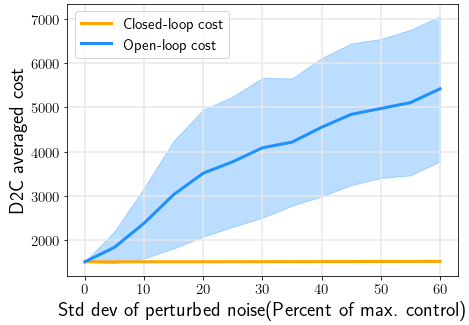 Closed-loop cost
Open-loop cost
D2C averaged cost
7000
6000
5000
4000
3000
2000
0 10 20 30 40 50 60
Std dev of perturbed noise(Percent of max. control)